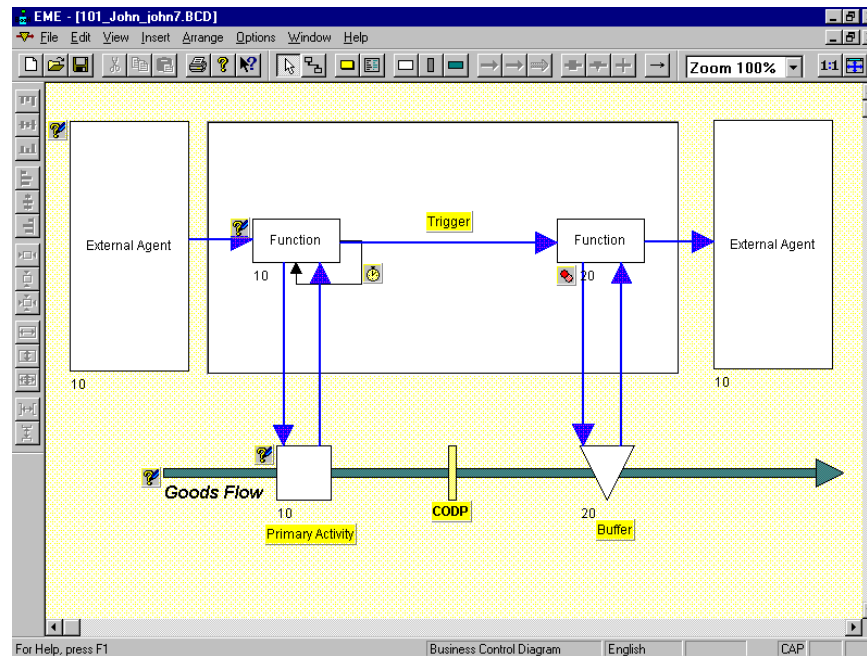 EME - [101_John_john7.BCD]
File Edit View Insert Arrange Options Window Help
Zoom 100% 1:1
External Agent
10
Function
10
Trigger
Function
20
External Agent
10
Goods Flow
10
Primary Activity
CODP
20
Buffer
For Help, press F1 Business Control Diagram English CAP